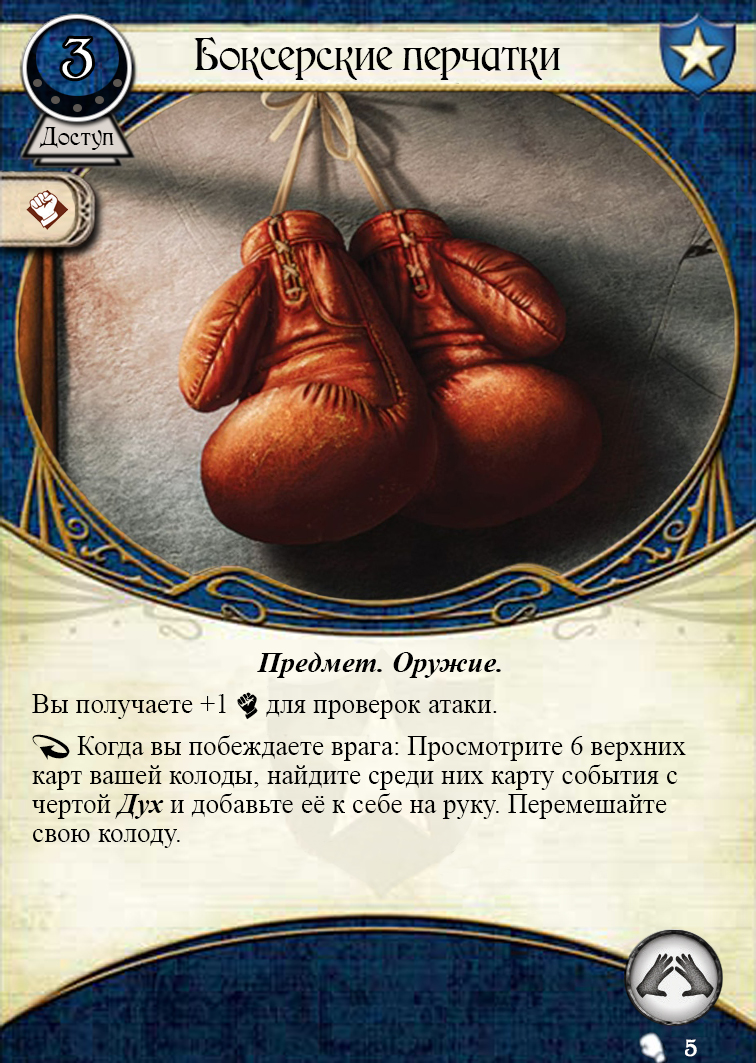 3
Боксерские перчатки
Доступ
Предмет. Оружие.
Вы получаете +1 для проверок атаки.
Когда вы побеждаете врага: Просмотрите 6 верхних
карт вашей колоды, найдите среди них карту события с
чертой Дух и добавьте её к себе на руку. Перемешайте
свою колоду.
5